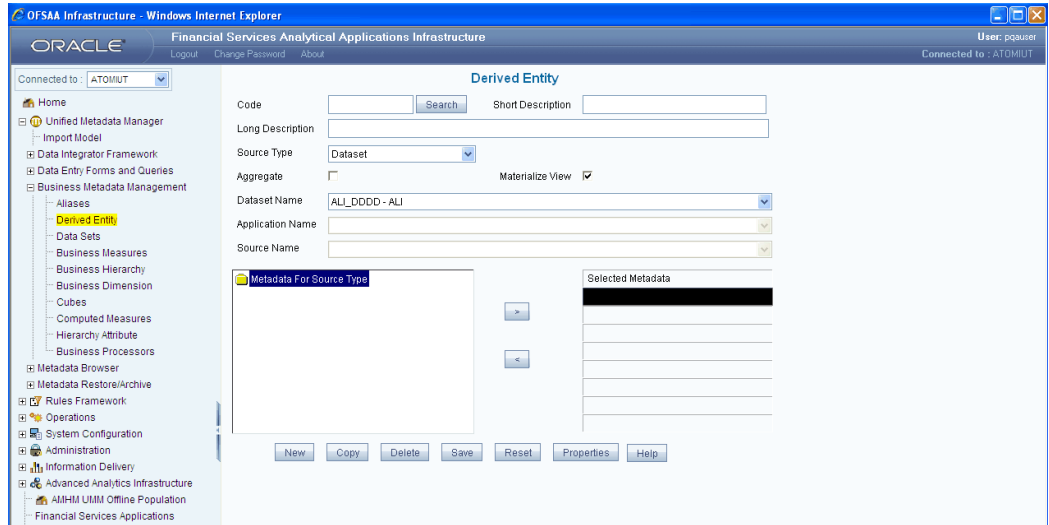 OFSAA Infrastructure - Windows Internet Explorer
ORACLE
Financial Services Analytical Applications Infrastructure
User: pqauser
Logout Change Password About
Connected to : ATOMIUT
Connected to : ATOMIUT
Home
Unified Metadata Manager
Import Model
Data Integrator Framework
Data Entry Forms and Queries
Business Metadata Management
Aliases
Derived Entity
Data Sets
Business Measures
Business Hierarchy
Business Dimension
Cubes
Computed Measures
Hierarchy Attribute
Business Processors
Metadata Browser
Metadata Restore/Archive
Rules Framework
Operations
System Configuration
Administration
Information Delivery
Advanced Analytics Infrastructure
AMHM UMM Offline Population
Financial Services Applications
Derived Entity
Code Search Short Description
Long Description
Source Type Dataset
Aggregate Materialize View
Dataset Name ALI_DDDD - ALI
Application Name
Source Name
Metadata For Source Type
Selected Metadata
>
<
New Copy Delete Save Reset Properties Help